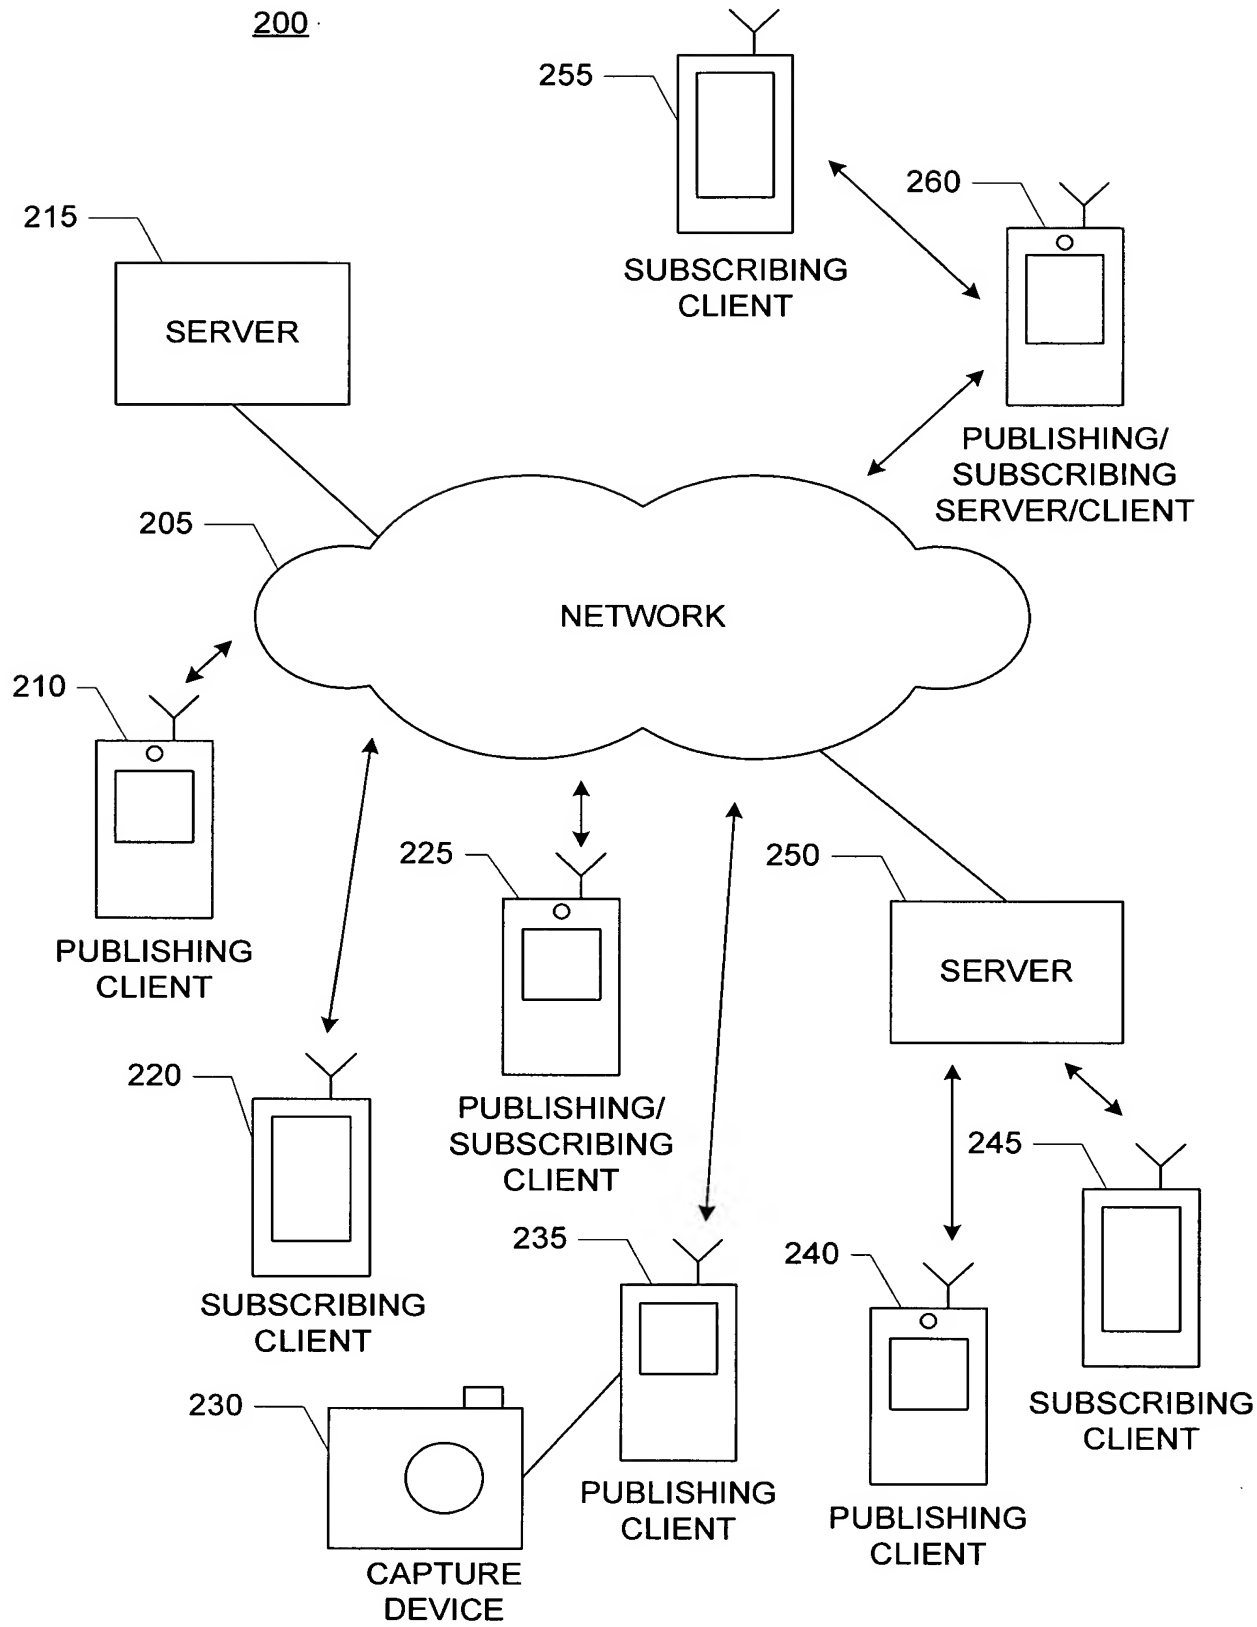 200
255
260
215
SUBSCRIBING
CLIENT
SERVER
PUBLISHING/
SUBSCRIBING
SERVER/CLIENT
205
NETWORK
210
225
250
PUBLISHING
CLIENT
SERVER
220
PUBLISHING/
SUBSCRIBING
CLIENT
245
235
240
SUBSCRIBING
CLIENT
230
SUBSCRIBING
CLIENT
PUBLISHING
CLIENT
PUBLISHING
CLIENT
CAPTURE
DEVICE